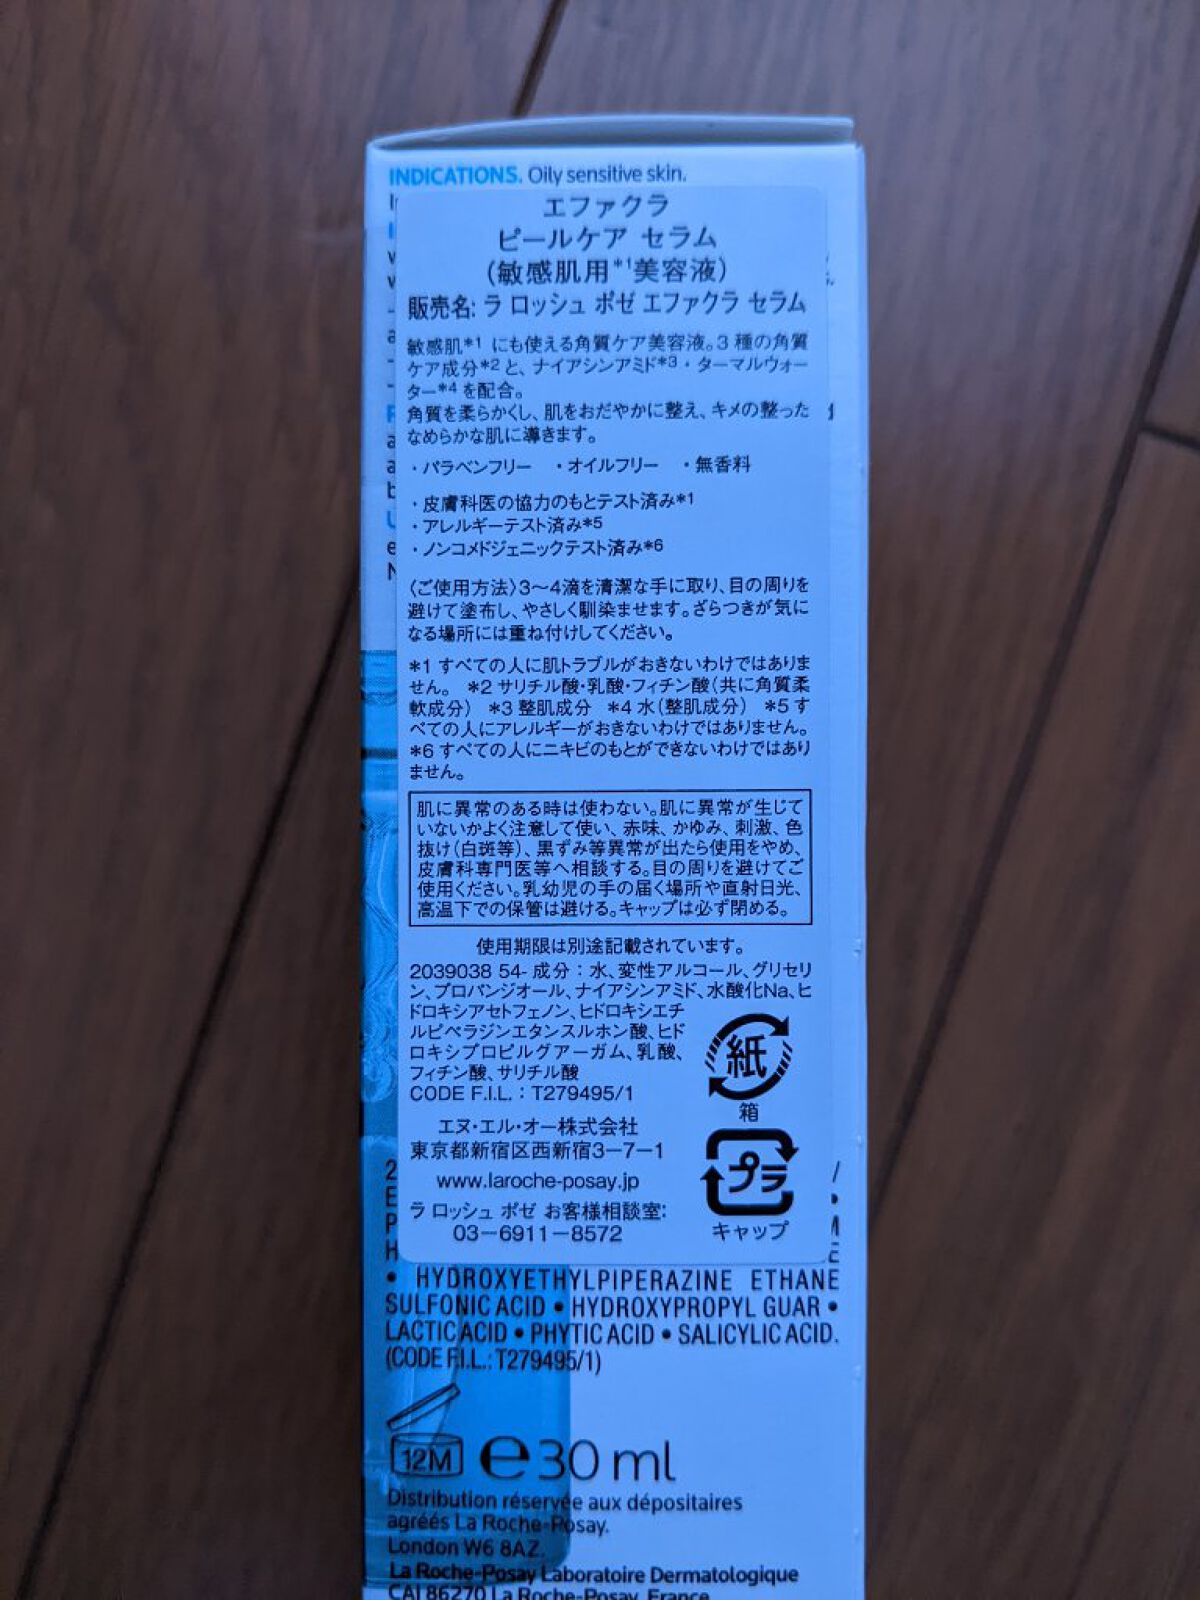 INDICATIONS. Oily sensitive skin.
エファクラ
ピールケア セラム
(敏感肌用*1美容液)
販売名: ラ ロッシュ ポゼ エファクラ セラム
敏感肌*1 にも使える角質ケア美容液。3 種の角質
ケア成分*2と、ナイアシンアミド*3・ターマルウォー
ター*4を配合。
角質を柔らかくし、肌をおだやかに整え、キメの整った
なめらかな肌に導きます。
・パラベンフリー ・オイルフリー ・無香料
・皮膚科医の協力のもとテスト済み*1
・アレルギーテスト済み*5
・ノンコメドジェニックテスト済み*6
〈ご使用方法〉3～4滴を清潔な手に取り、目の周りを
避けて塗布し、やさしく馴染ませます。ざらつきが気に
なる場所には重ね付けしてください。
*1 すべての人に肌トラブルがおきないわけではありま
せん。 *2 サリチル酸・乳酸・フィチン酸(共に角質柔
軟成分) *3 整肌成分 *4 水(整肌成分) *5 す
べての人にアレルギーがおきないわけではありません。
*6 すべての人にニキビのもとができないわけではあり
ません。
肌に異常のある時は使わない。肌に異常が生じて
いないかよく注意して使い、赤味、かゆみ、刺激、色
抜け(白斑等)、黒ずみ等異常が出たら使用をやめ、
皮膚科専門医等へ相談する。目の周りを避けてご
使用ください。乳幼児の手の届く場所や直射日光、
高温下での保管は避ける。キャップは必ず閉める。
使用期限は別途記載されています。
2039038 54- 成分：水、変性アルコール、グリセリ
ン、プロパンジオール、ナイアシンアミド、水酸化Na、ヒ
ドロキシアセトフェノン、ヒドロキシエチ
ルピペラジンエタンスルホン酸、ヒド
ロキシプロピルグアーガム、乳酸、
フィチン酸、サリチル酸
CODE F.I.L.：T279495/1
紙
箱
エヌ・エル・オー株式会社
東京都新宿区西新宿3－7－1
www.laroche-posay.jp
ラ ロッシュ ポゼ お客様相談室:
03－6911－8572
プラ
キャップ
• HYDROXYETHYLPIPERAZINE ETHANE
SULFONIC ACID • HYDROXYPROPYL GUAR •
LACTIC ACID • PHYTIC ACID • SALICYLIC ACID.
(CODE F.I.L.: T279495/1)
12M
e 30 ml
Distribution réservée aux dépositaires
agréés La Roche-Posay.
London W6 8AZ.
La Roche-Posay Laboratoire Dermatologique
CAI 86270 La Roche-Posay, France